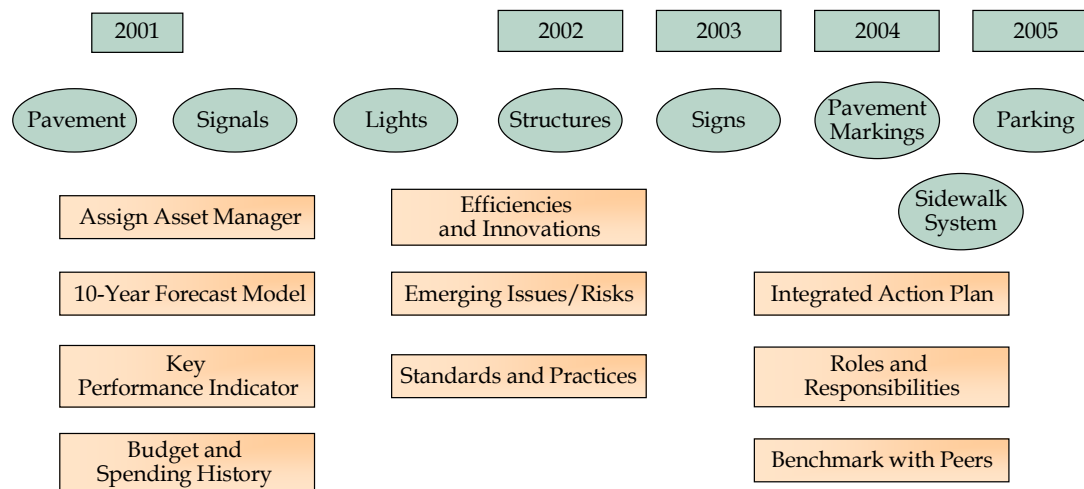 2001
2002
2003
2004
2005
Pavement
Signals
Lights
Structures
Signs
Pavement
Markings
Parking
Sidewalk
System
Assign Asset Manager
10-Year Forecast Model
Key
Performance Indicator
Budget and
Spending History
Efficiencies
and Innovations
Emerging Issues/Risks
Standards and Practices
Integrated Action Plan
Roles and
Responsibilities
Benchmark with Peers